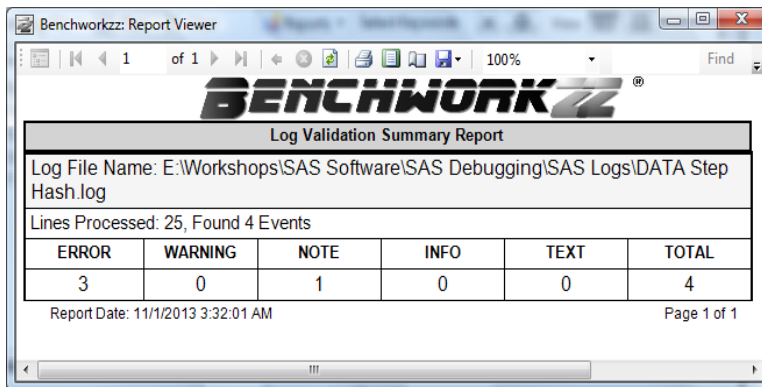 Benchworkzz: Report Viewer
1 of 1 100% Find
BENCHWORKZZ®
Log Validation Summary Report
Log File Name: E:\Workshops\SAS Software\SAS Debugging\SAS Logs\DATA Step
Hash.log
Lines Processed: 25, Found 4 Events
ERROR WARNING NOTE INFO TEXT TOTAL
3 0 1 0 0 4
Report Date: 11/1/2013 3:32:01 AM Page 1 of 1